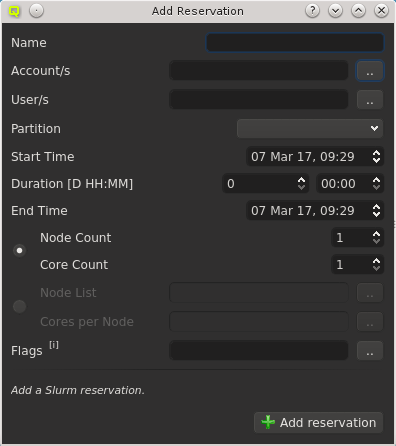 Add Reservation
Name
Account/s ..
User/s ..
Partition
Start Time 07 Mar 17, 09:29
Duration [D HH:MM] 0 00:00
End Time 07 Mar 17, 09:29
Node Count 1
Core Count 1
Node List ..
Cores per Node ..
Flags [i] ..
Add a Slurm reservation.
Add reservation